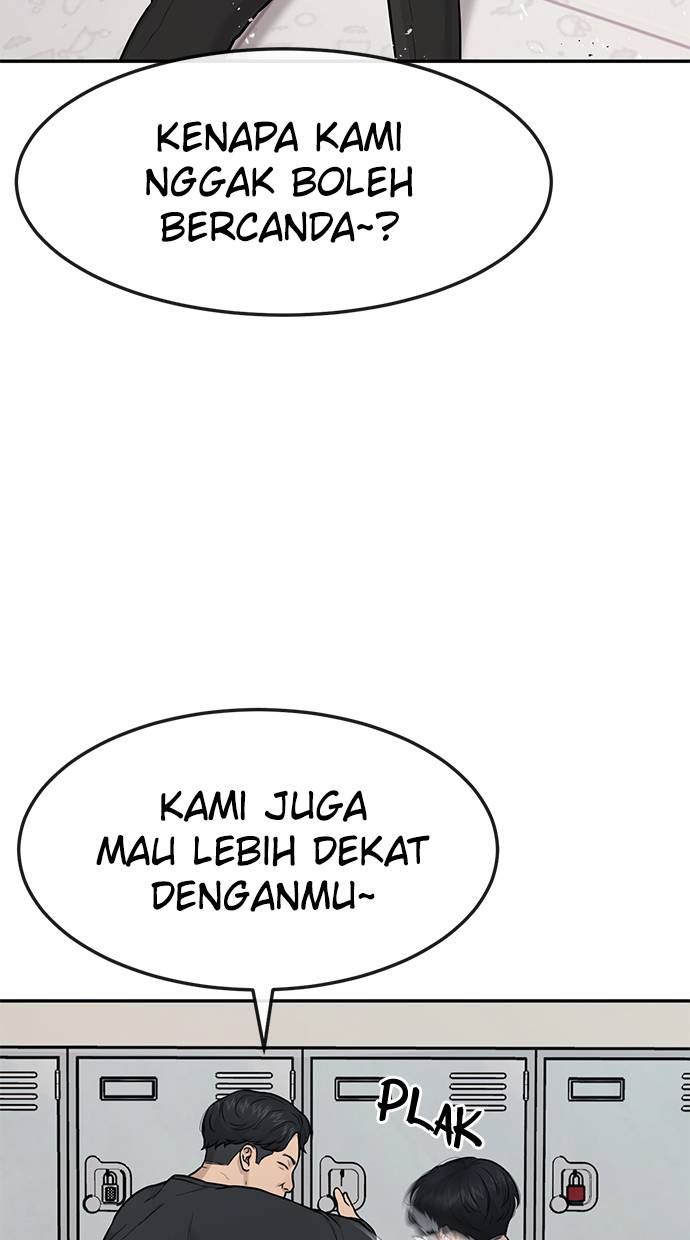 KENAPA KAMI
NGGAK BOLEH
BERCANDA~?
KAMI JUGA
MAU LEBIH DEKAT
DENGANMU~
PLAK